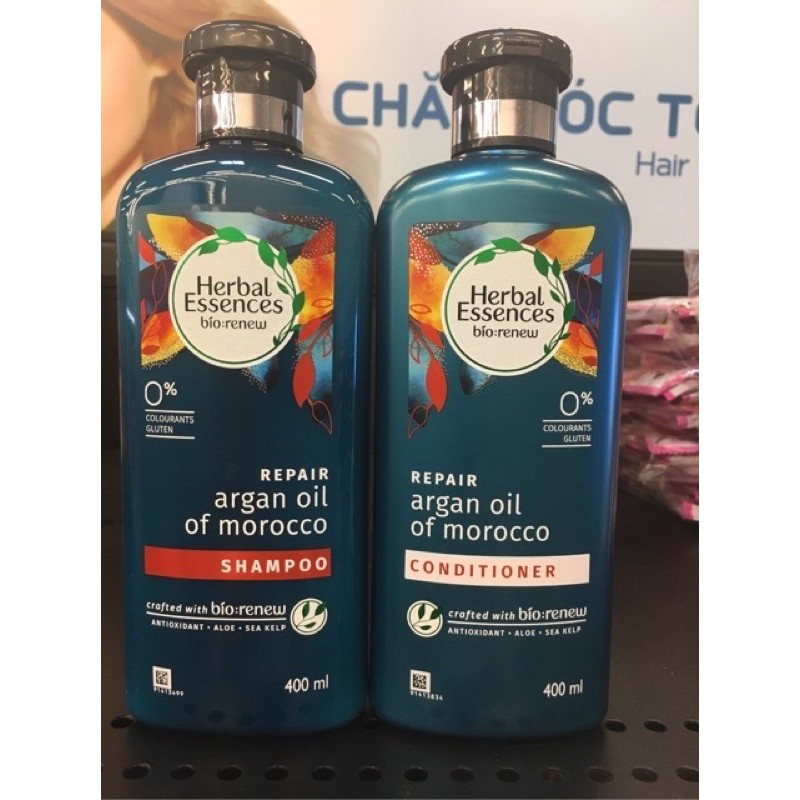 CHĂ ÓC T
Hair
Herbal
Essences
bío:renew
0%
COLOURANTS
GLUTEN
REPAIR
argan oil
of morocco
SHAMPOO
crafted with bío:renew
ANTIOXIDANT • ALOE • SEA KELP
91413499
400 ml
Herbal
Essences
bío:renew
0%
COLOURANTS
GLUTEN
REPAIR
argan oil
of morocco
CONDITIONER
crafted with bío:renew
ANTIOXIDANT • ALOE • SEA KELP
91413834
400 ml